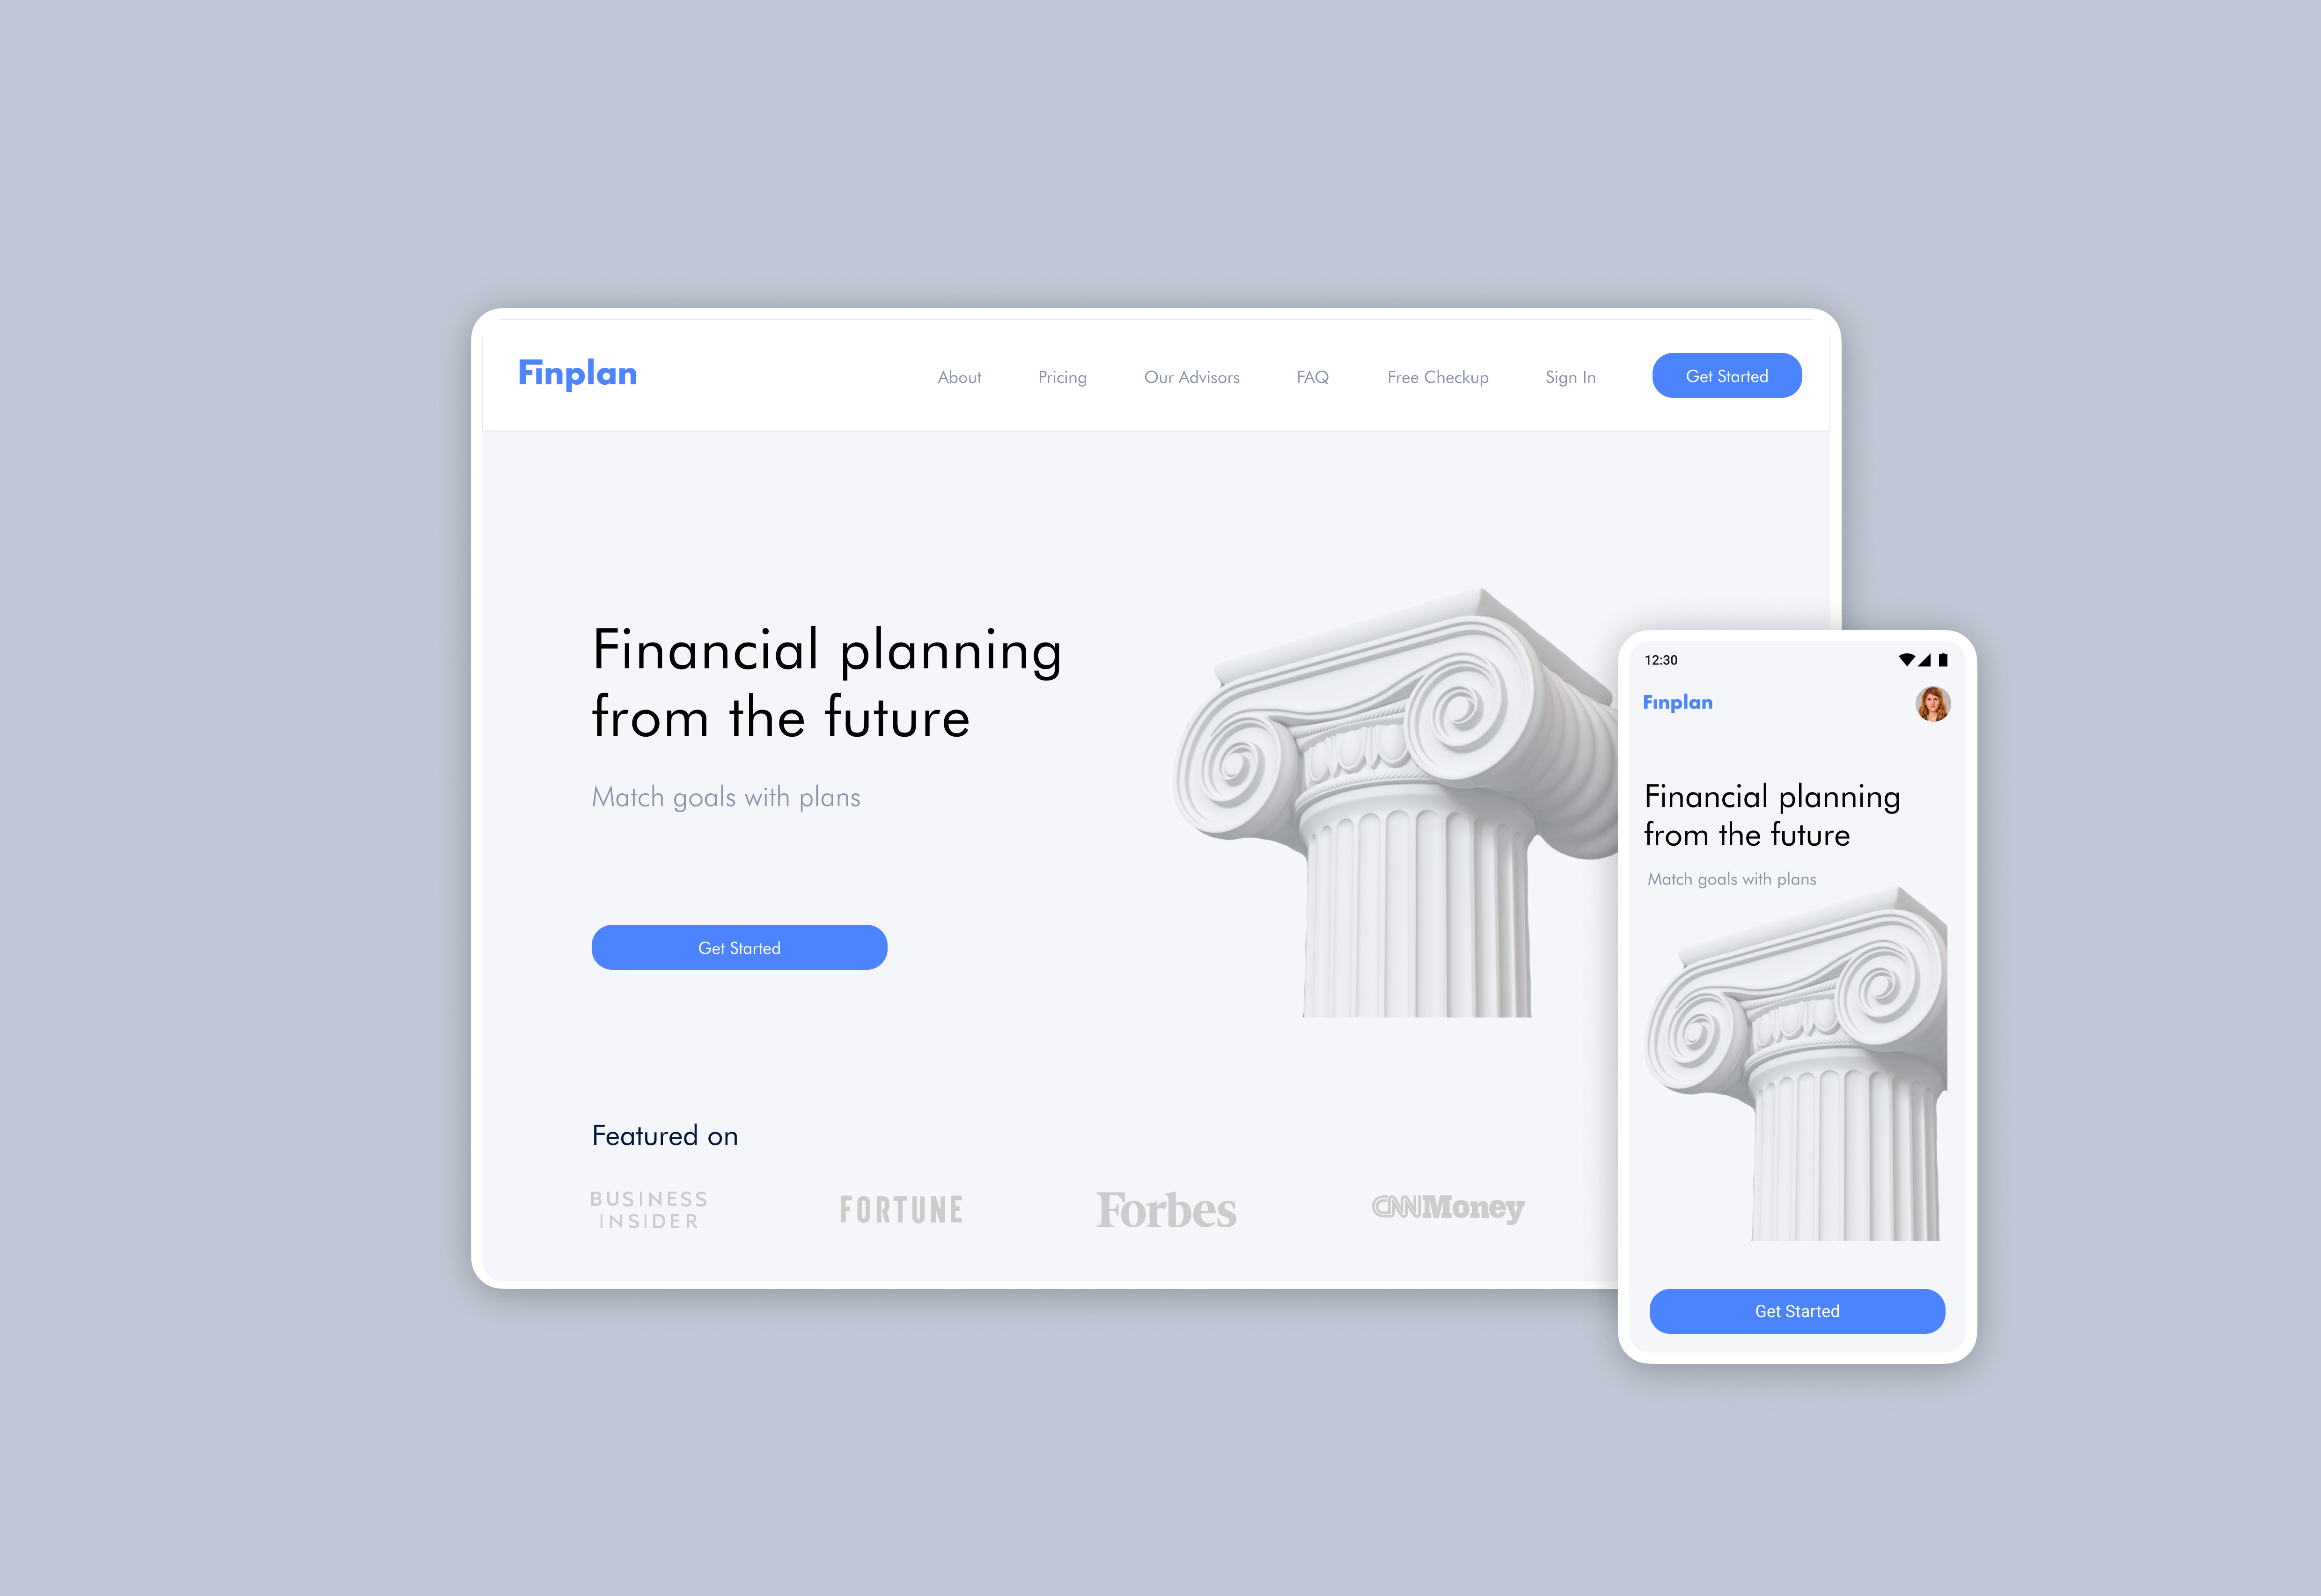 Finplan
About
Pricing
Our Advisors
FAQ
Free Checkup
Sign In
Get Started
Financial planning
from the future
Match goals with plans
Get Started
Featured on
BUSINESS
INSIDER
FORTUNE
Forbes
CNNMoney
12:30
Finplan
Financial planning
from the future
Match goals with plans
Get Started